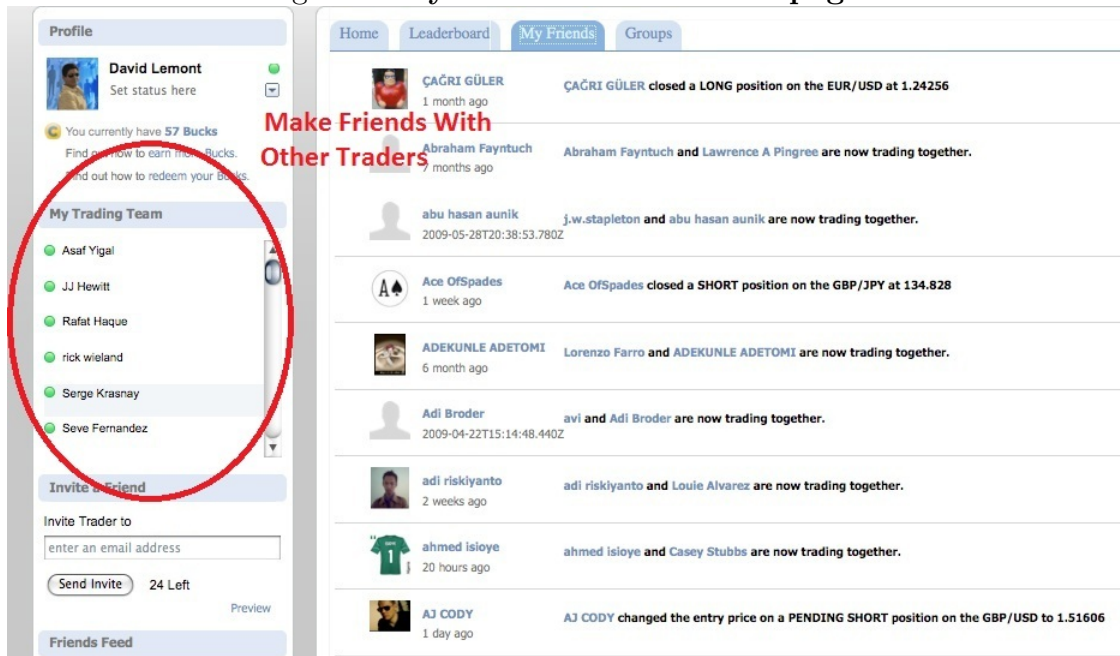 Profile
David Lemont
Set status here
You currently have 57 Bucks
Find out how to earn more Bucks.
Find out how to redeem your Bucks.
My Trading Team
Asaf Yigal
JJ Hewitt
Rafat Haque
rick wieland
Serge Krasnay
Seve Fernandez
Invite a Friend
Invite Trader to
enter an email address
Send Invite 24 Left
Preview
Friends Feed
Make Friends With
Other Traders
Home Leaderboard My Friends Groups
ÇAĞRI GÜLER ÇAĞRI GÜLER closed a LONG position on the EUR/USD at 1.24256
1 month ago
Abraham Fayntuch Abraham Fayntuch and Lawrence A Pingree are now trading together.
7 months ago
abu hasan aunik j.w.stapleton and abu hasan aunik are now trading together.
2009-05-28T20:38:53.780Z
A♠
Ace OfSpades Ace OfSpades closed a SHORT position on the GBP/JPY at 134.828
1 week ago
ADEKUNLE ADETOMI Lorenzo Farro and ADEKUNLE ADETOMI are now trading together.
6 month ago
Adi Broder avi and Adi Broder are now trading together.
2009-04-22T15:14:48.440Z
adi riskiyanto adi riskiyanto and Louie Alvarez are now trading together.
2 weeks ago
1
ahmed isioye ahmed isioye and Casey Stubbs are now trading together.
20 hours ago
AJ CODY AJ CODY changed the entry price on a PENDING SHORT position on the GBP/USD to 1.51606
1 day ago